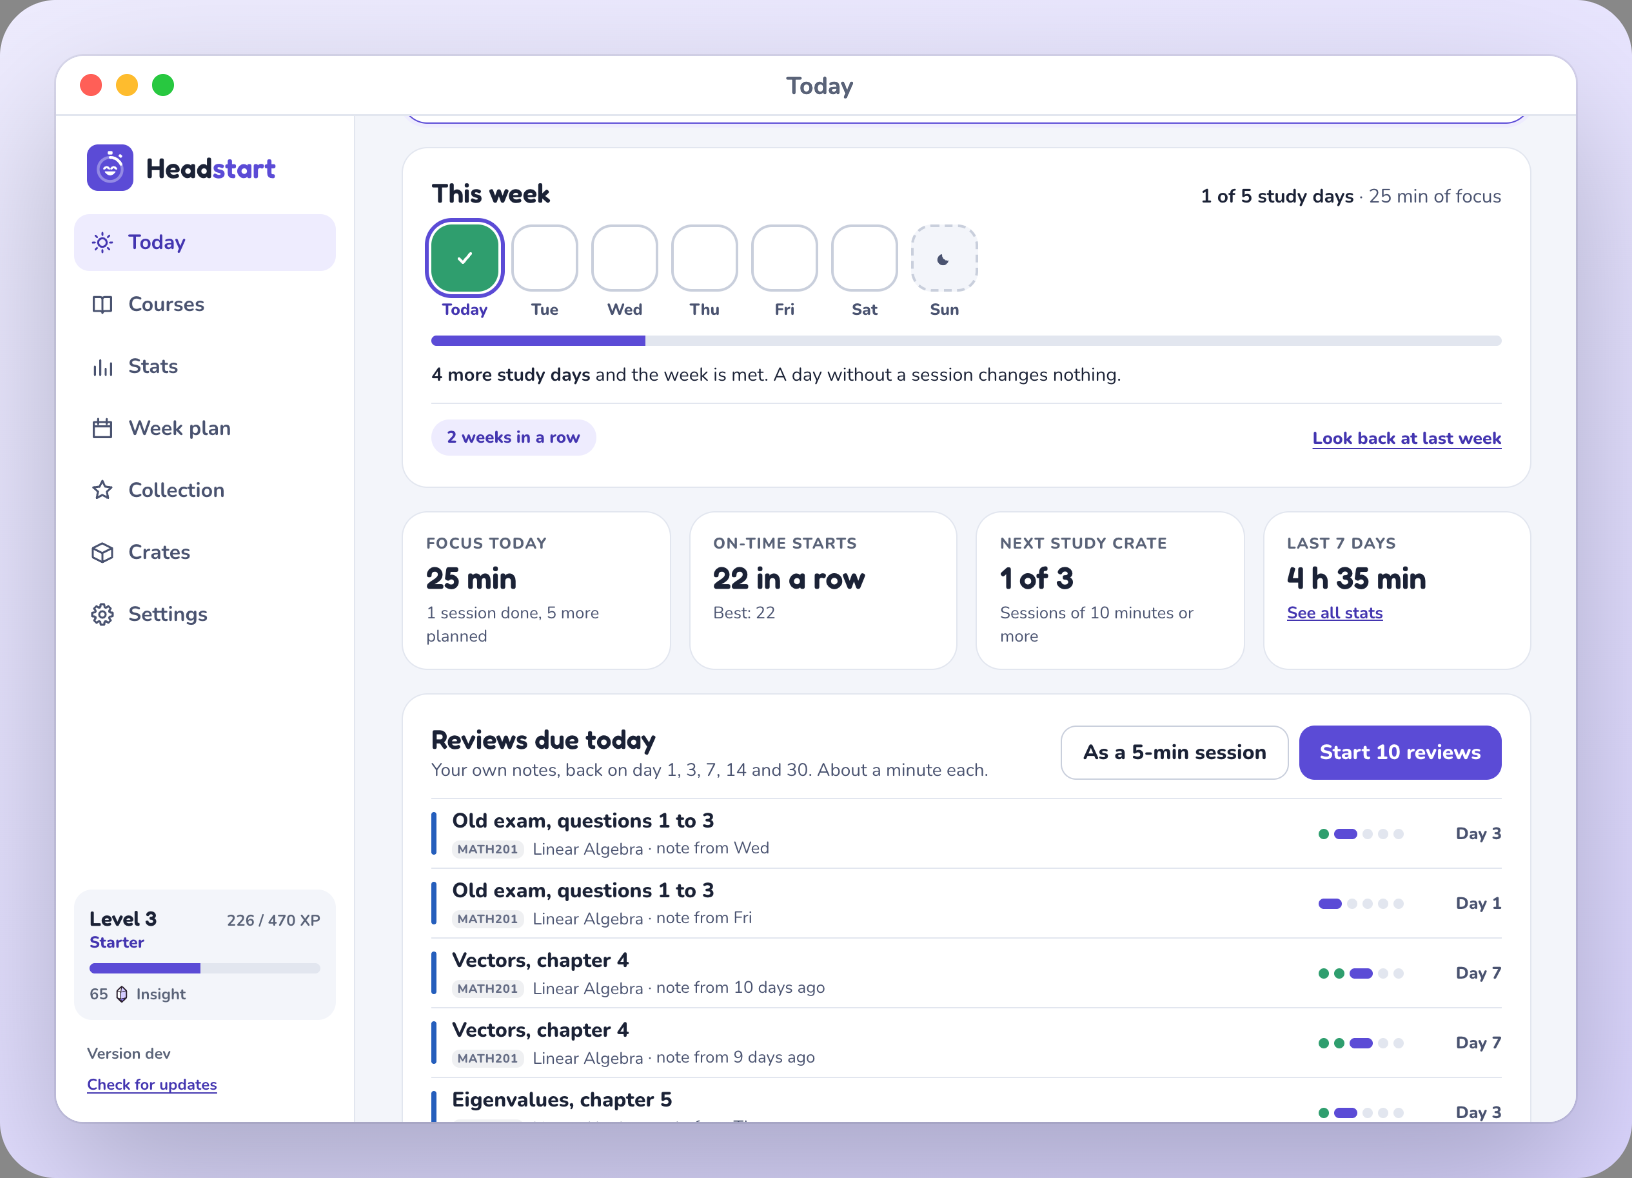 Today
Headstart
Today
Courses
Stats
Week plan
Collection
Crates
Settings
Level 3
226 / 470 XP
Starter
65 Insight
Version dev
Check for updates
This week
1 of 5 study days · 25 min of focus
Today Tue Wed Thu Fri Sat Sun
4 more study days and the week is met. A day without a session changes nothing.
2 weeks in a row
Look back at last week
FOCUS TODAY
25 min
1 session done, 5 more
planned
ON-TIME STARTS
22 in a row
Best: 22
NEXT STUDY CRATE
1 of 3
Sessions of 10 minutes or
more
LAST 7 DAYS
4 h 35 min
See all stats
Reviews due today
Your own notes, back on day 1, 3, 7, 14 and 30. About a minute each.
As a 5-min session
Start 10 reviews
Old exam, questions 1 to 3
MATH201 Linear Algebra · note from Wed
Day 3
Old exam, questions 1 to 3
MATH201 Linear Algebra · note from Fri
Day 1
Vectors, chapter 4
MATH201 Linear Algebra · note from 10 days ago
Day 7
Vectors, chapter 4
MATH201 Linear Algebra · note from 9 days ago
Day 7
Eigenvalues, chapter 5
Day 3